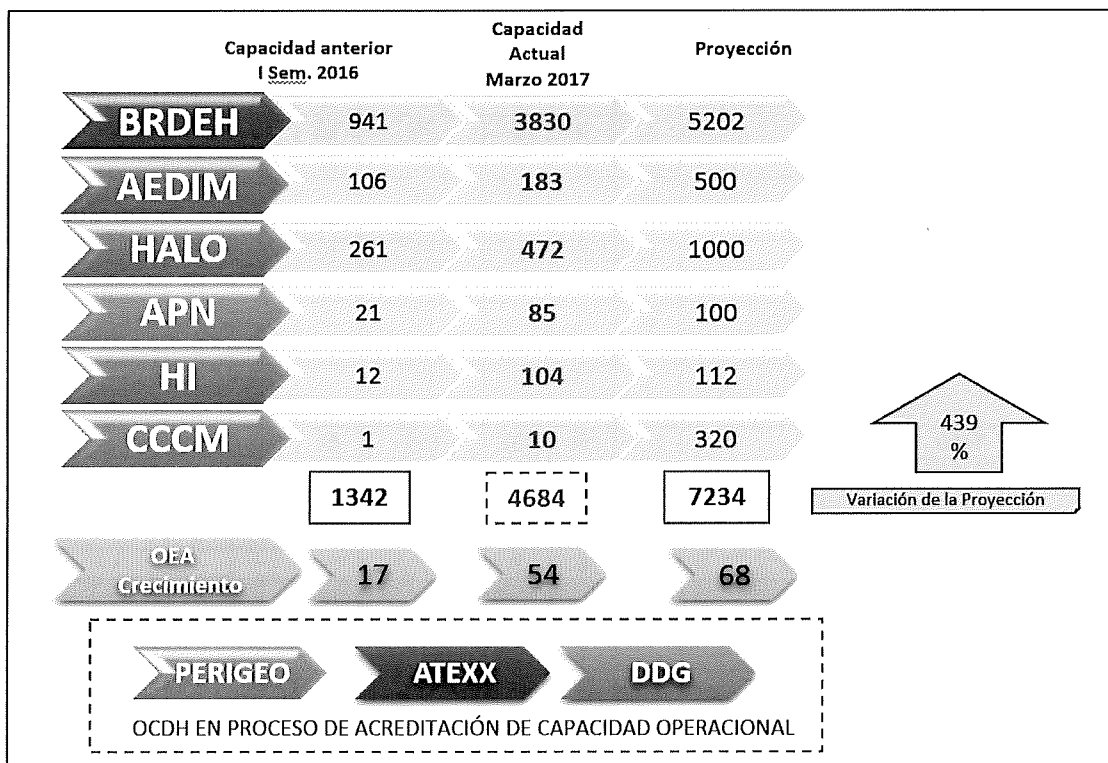 Capacidad anterior
I Sem. 2016
Capacidad
Actual
Marzo 2017
Proyección
BRDEH 941 3830 5202
AEDIM 106 183 500
HALO 261 472 1000
APN 21 85 100
HI 12 104 112
CCCM 1 10 320
1342 4684 7234
439
%
Variación de la Proyección
OEA
Crecimiento
17 54 68
PERIGEO ATEXX DDG
OCDH EN PROCESO DE ACREDITACIÓN DE CAPACIDAD OPERACIONAL